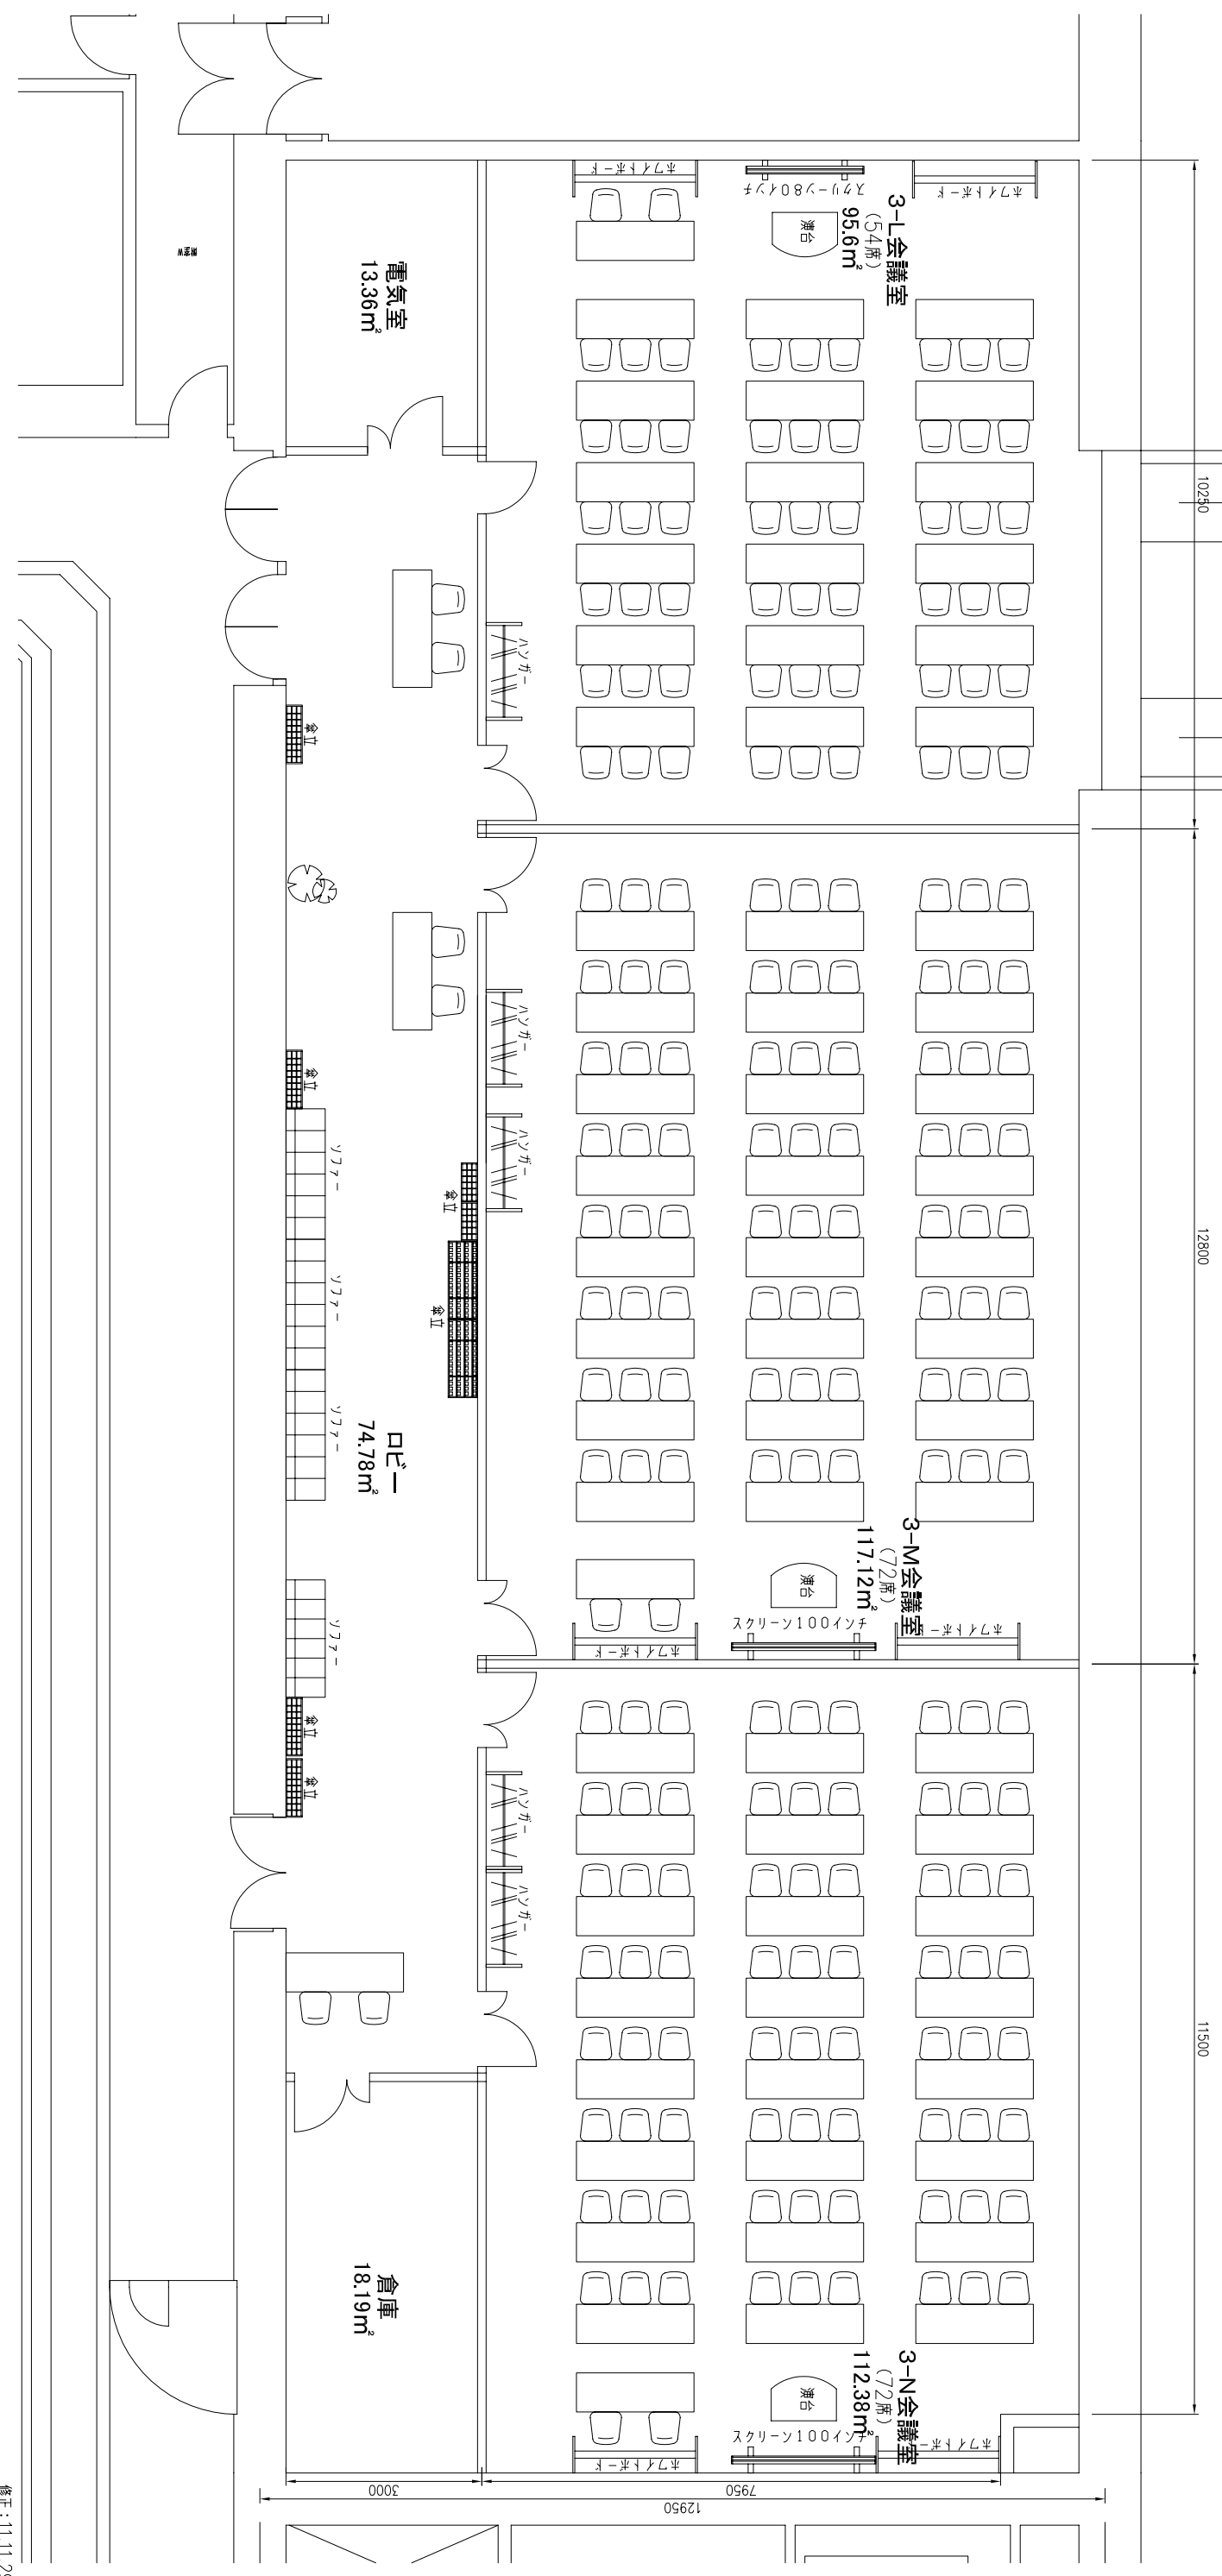 ホワイトボード
スクリーン80インチ
ホワイトボード
演台
3-L会議室
(54席)
95.6㎡
電気室
13.36㎡
10250
ハンガー
傘立
12800
ハンガー
傘立
ハンガー
ソファー
傘立
ソファー
傘立
ソファー
ロビー
74.78㎡
3-M会議室
(72席)
117.12㎡
演台
スクリーン100インチ
ホワイトボード
ホワイトボー
ソファー
傘立
傘立
ハンガー
ハンガー
11500
倉庫
18.19㎡
3-N会議室
(72席)
112.38㎡
演台
スクリーン100インチ
ホワイトボード
ホワイトボー
3000
7950
12950
修正:11.11.29